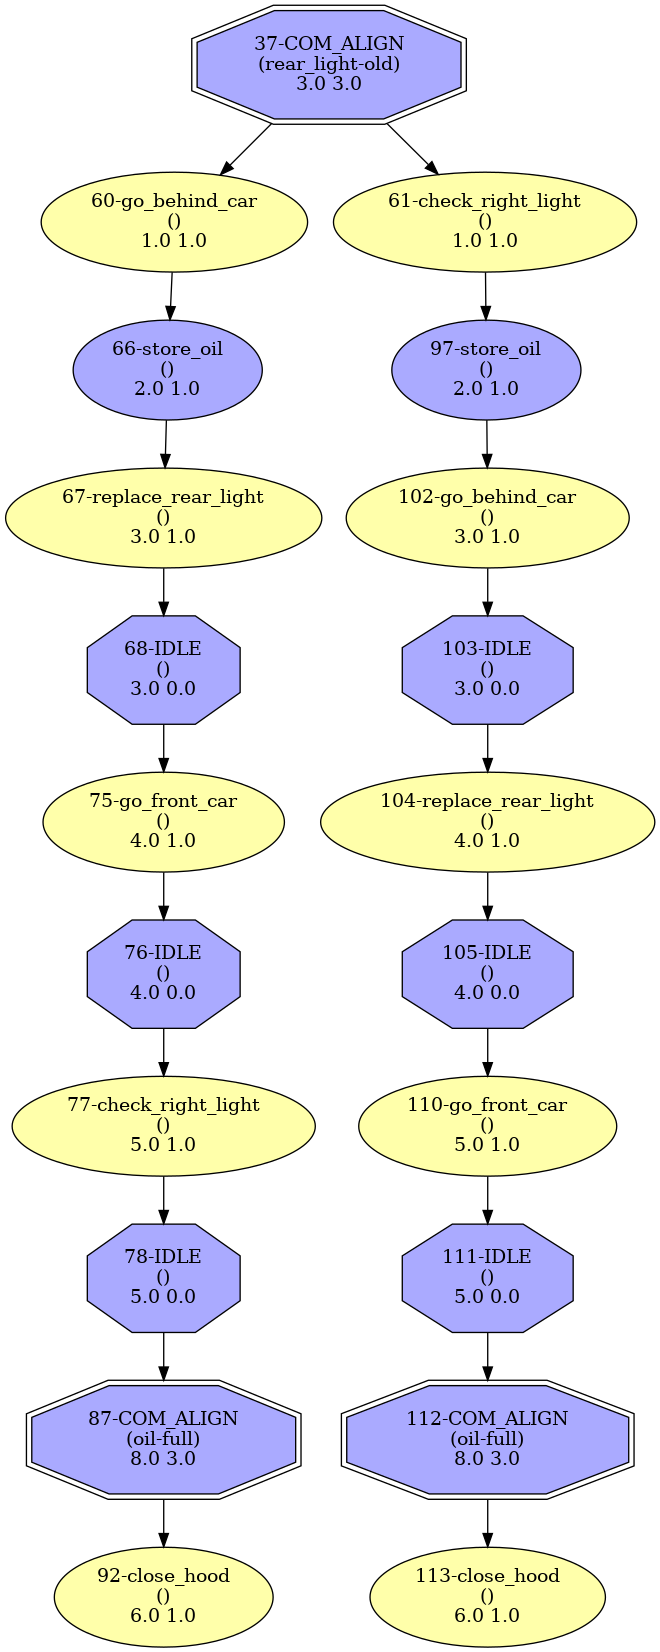 37-COM_ALIGN
(rear_light-old)
3.0 3.0
60-go_behind_car
()
1.0 1.0
61-check_right_light
()
1.0 1.0
66-store_oil
()
2.0 1.0
97-store_oil
()
2.0 1.0
67-replace_rear_light
()
3.0 1.0
102-go_behind_car
()
3.0 1.0
68-IDLE
()
3.0 0.0
103-IDLE
()
3.0 0.0
75-go_front_car
()
4.0 1.0
104-replace_rear_light
()
4.0 1.0
76-IDLE
()
4.0 0.0
105-IDLE
()
4.0 0.0
77-check_right_light
()
5.0 1.0
110-go_front_car
()
5.0 1.0
78-IDLE
()
5.0 0.0
111-IDLE
()
5.0 0.0
87-COM_ALIGN
(oil-full)
8.0 3.0
112-COM_ALIGN
(oil-full)
8.0 3.0
92-close_hood
()
6.0 1.0
113-close_hood
()
6.0 1.0